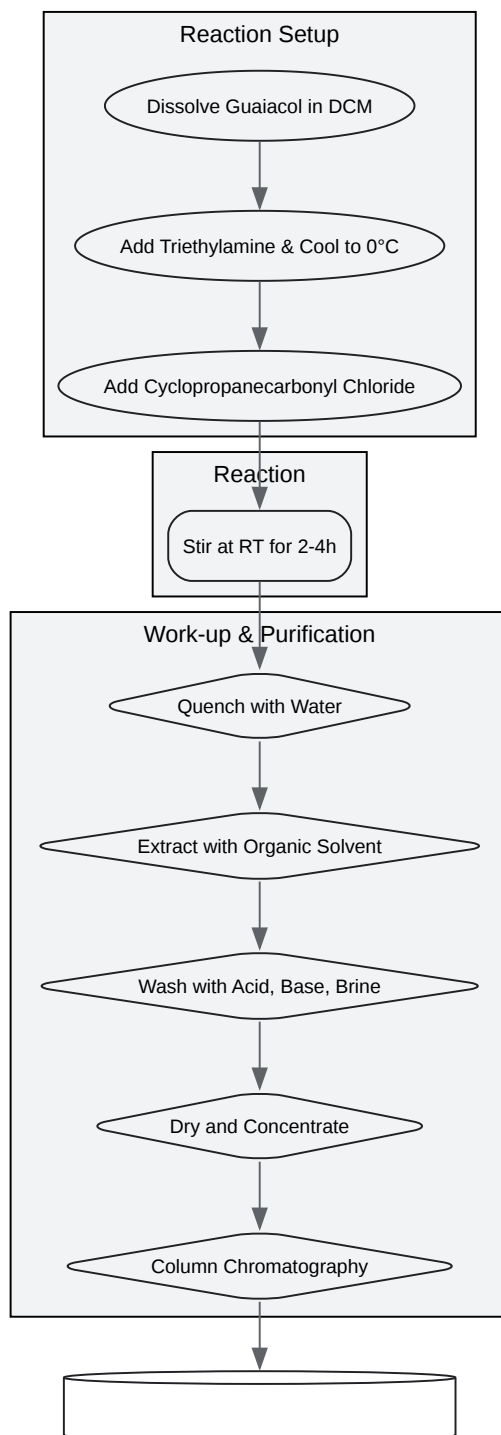 Reaction Setup
Dissolve Guaiacol in DCM
Add Triethylamine & Cool to 0°C
Add Cyclopropanecarbonyl Chloride
Reaction
Stir at RT for 2-4h
Work-up & Purification
Quench with Water
Extract with Organic Solvent
Wash with Acid, Base, Brine
Dry and Concentrate
Column Chromatography